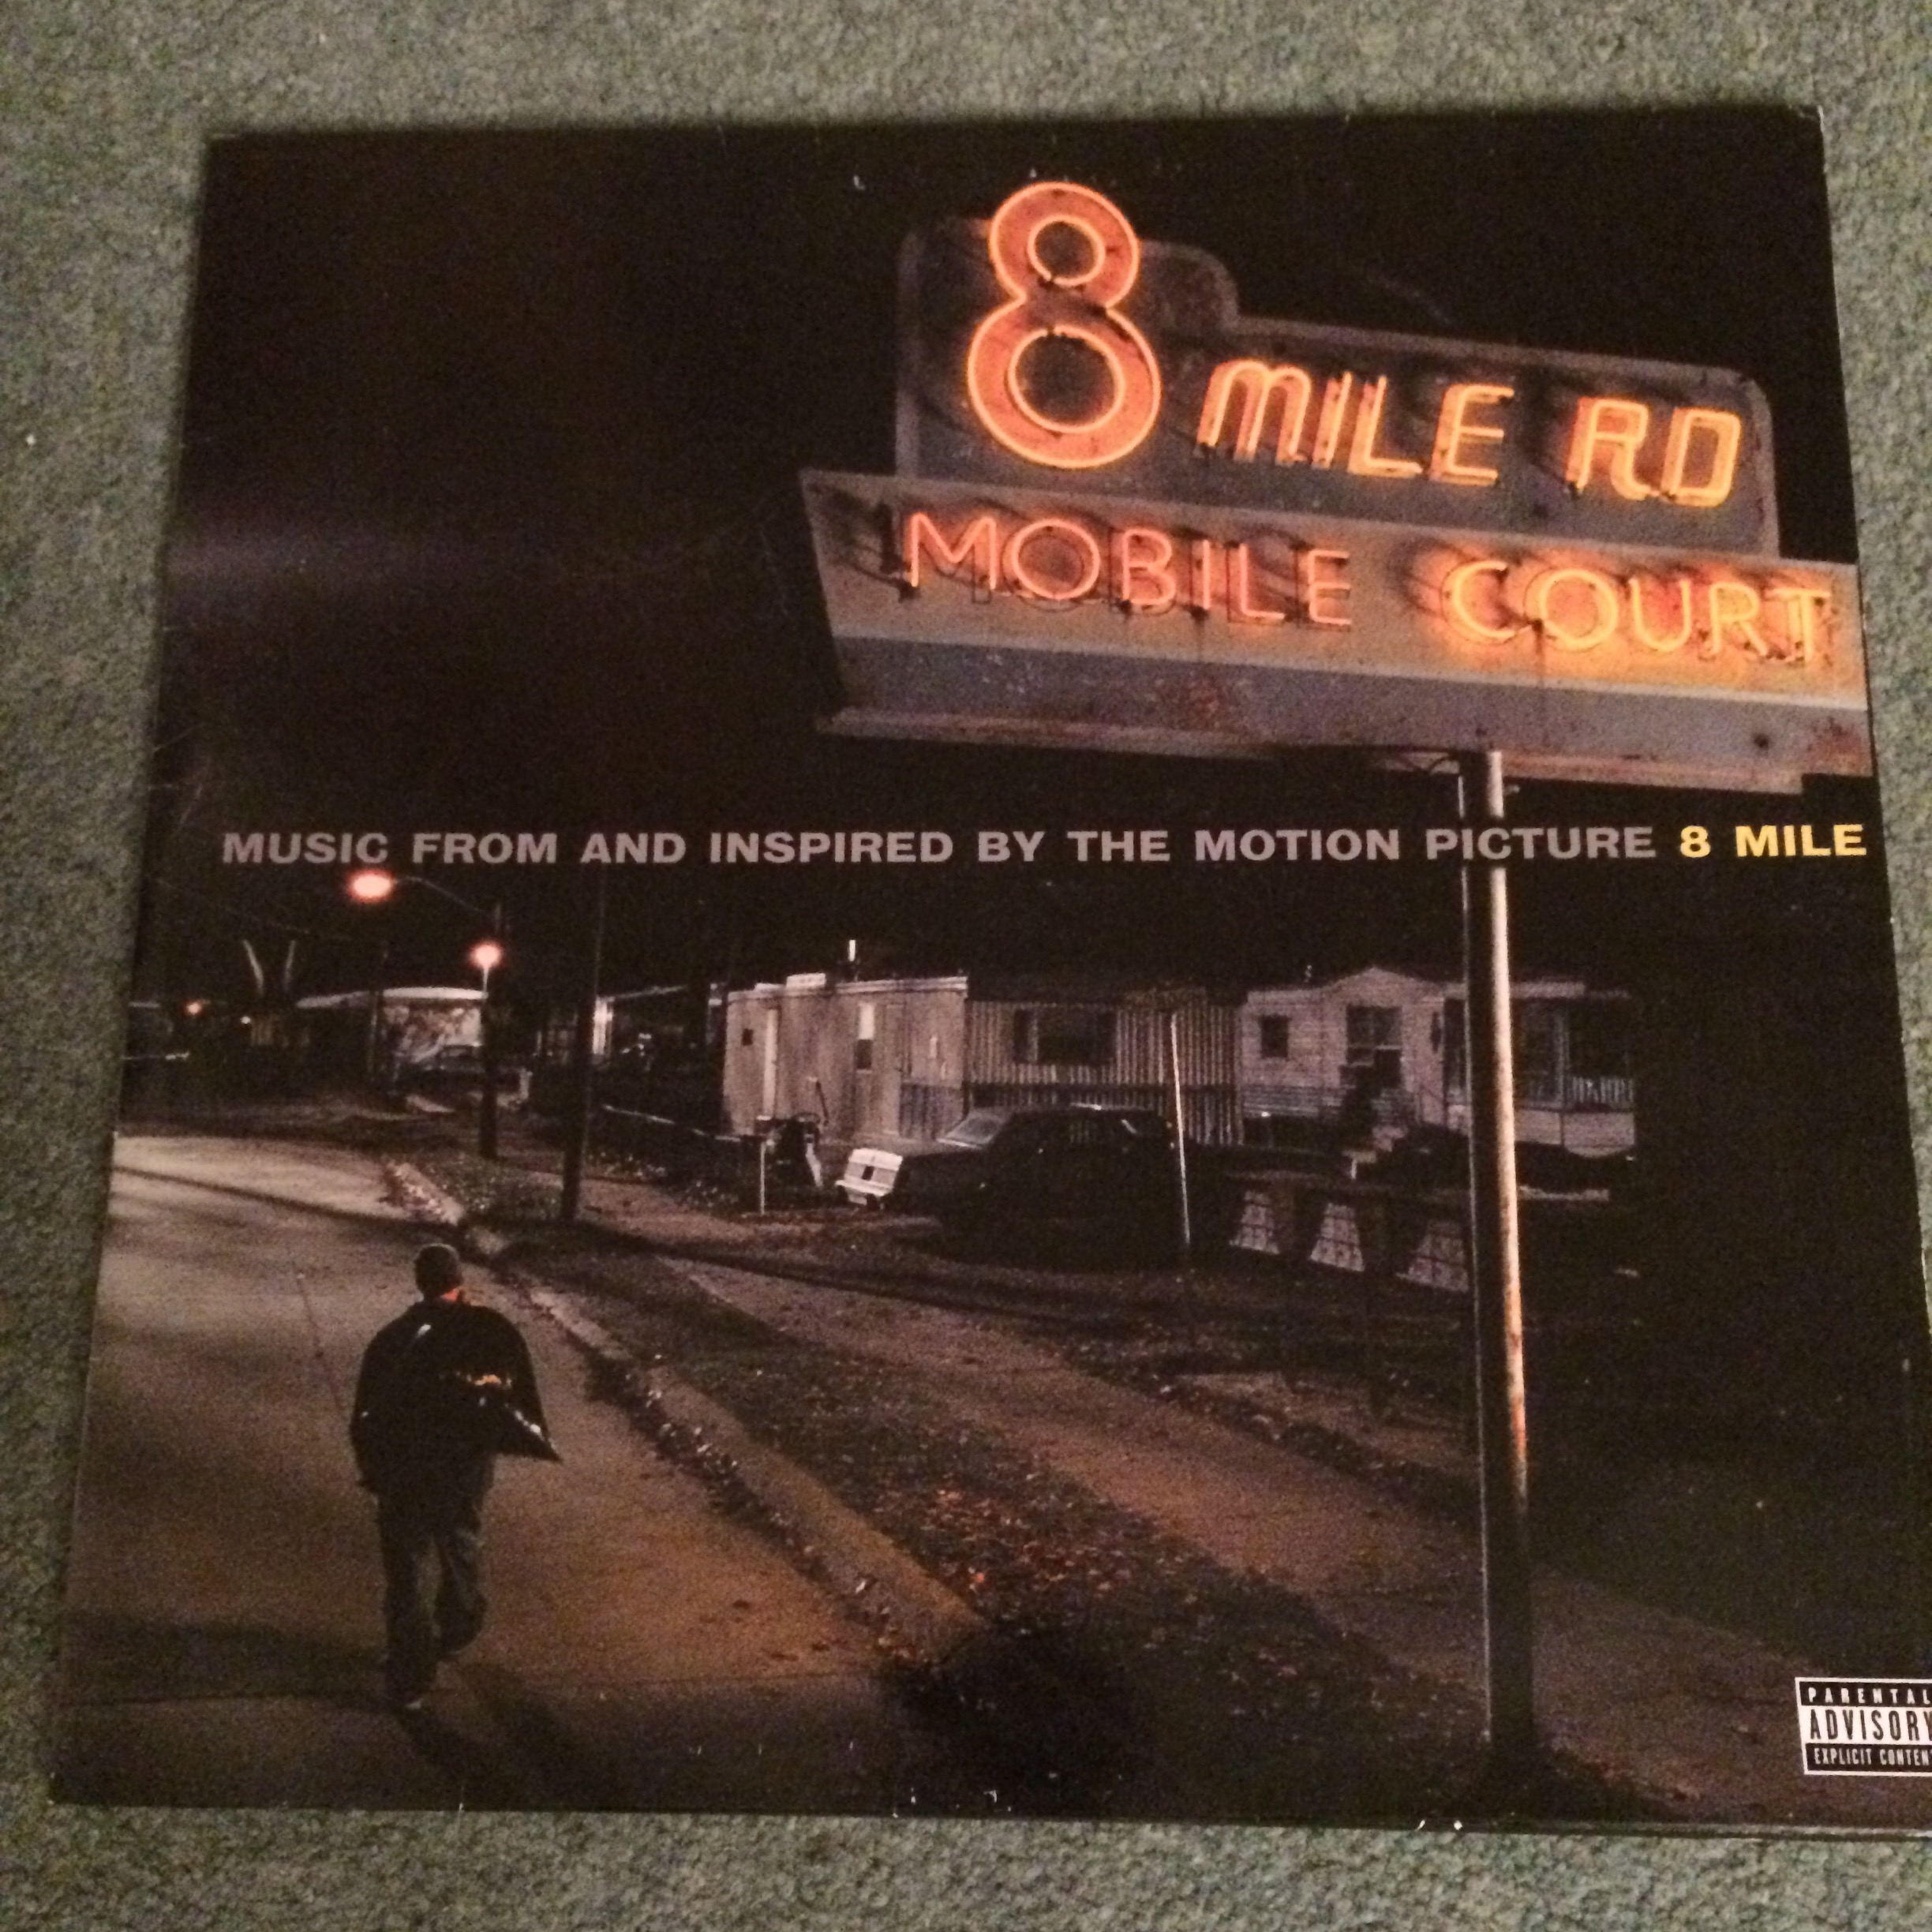 8 MILE RD
MOBILE COURT
MUSIC FROM AND INSPIRED BY THE MOTION PICTURE 8 MILE
PARENTAL
ADVISORY
EXPLICIT CONTENT